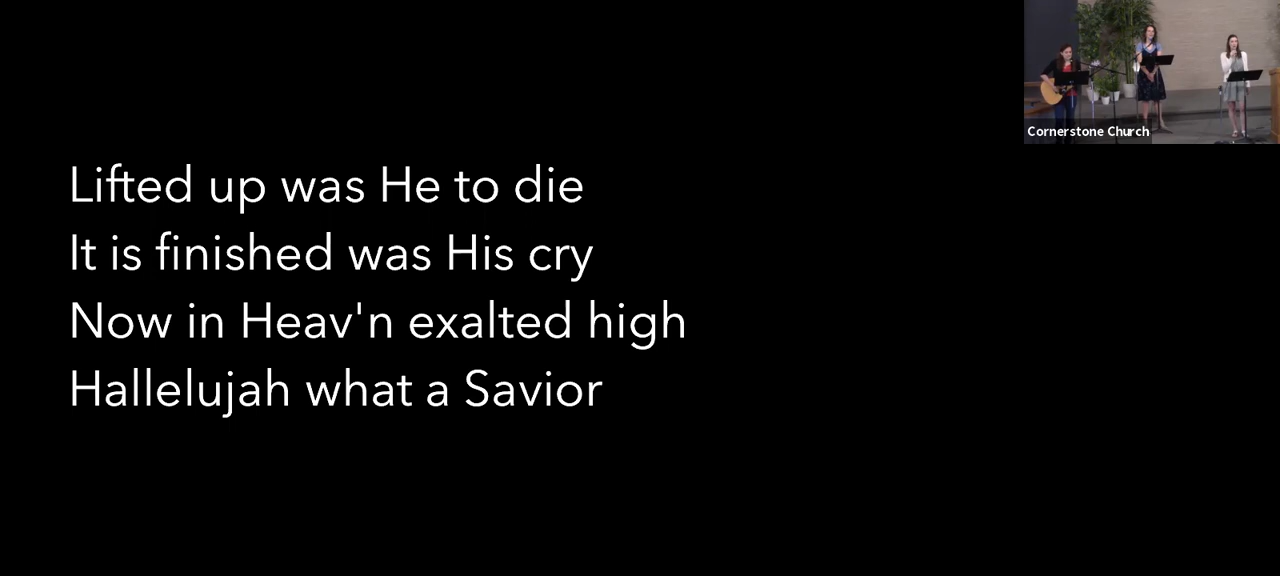 Lifted up was He to die
It is finished was His cry
Now in Heav'n exalted high
Hallelujah what a Savior
Cornerstone Church